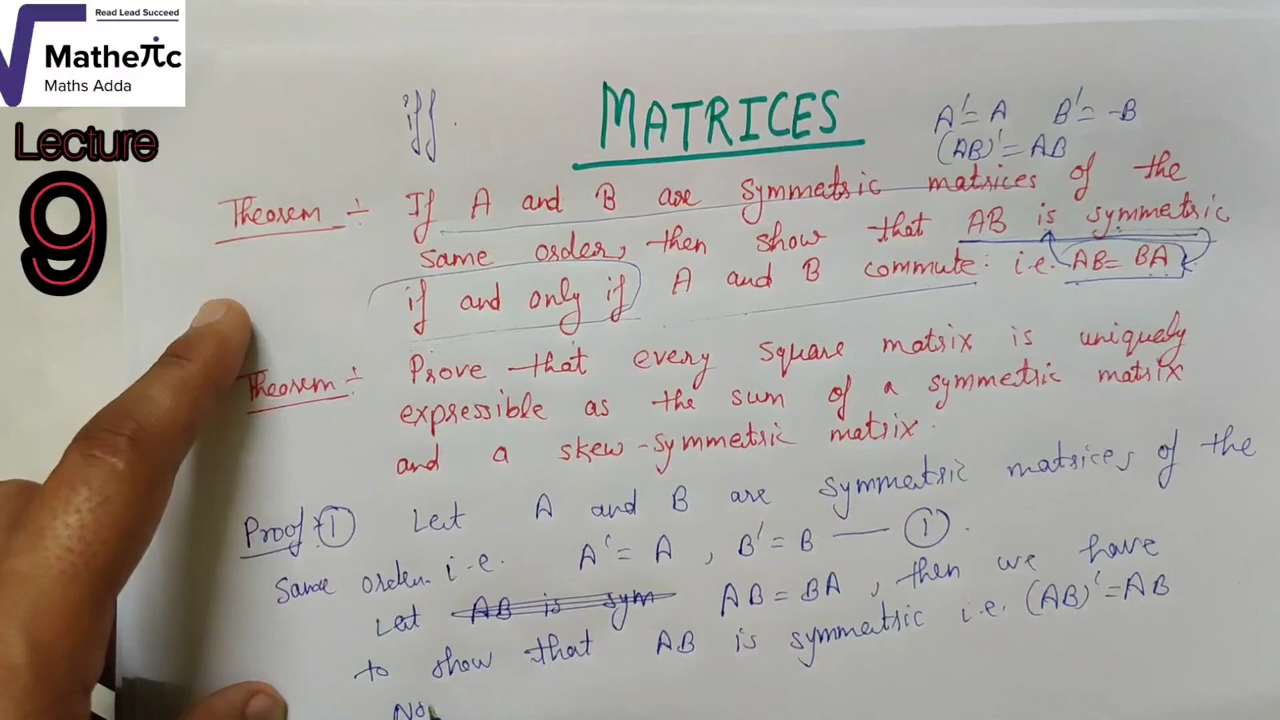 Read Lead Succeed
Matheπc
Maths Adda
Lecture
9
iff.
MATRICES
A' = A B' = -B
(AB)' = AB
Theorem :- If A and B are symmetric matrices of the
same order, then show that AB is symmetric
if and only if A and B commute. i.e. AB = BA
Theorem :- Prove that every square matrix is uniquely
expressible as the sum of a symmetric matrix
and a skew-symmetric matrix.
Proof :- ① Let A and B are symmetric matrices of the
same order. i.e. A' = A, B' = B — ①.
Let AB is sym AB = BA, then we have
to show that AB is symmetric i.e. (AB)' = AB
No